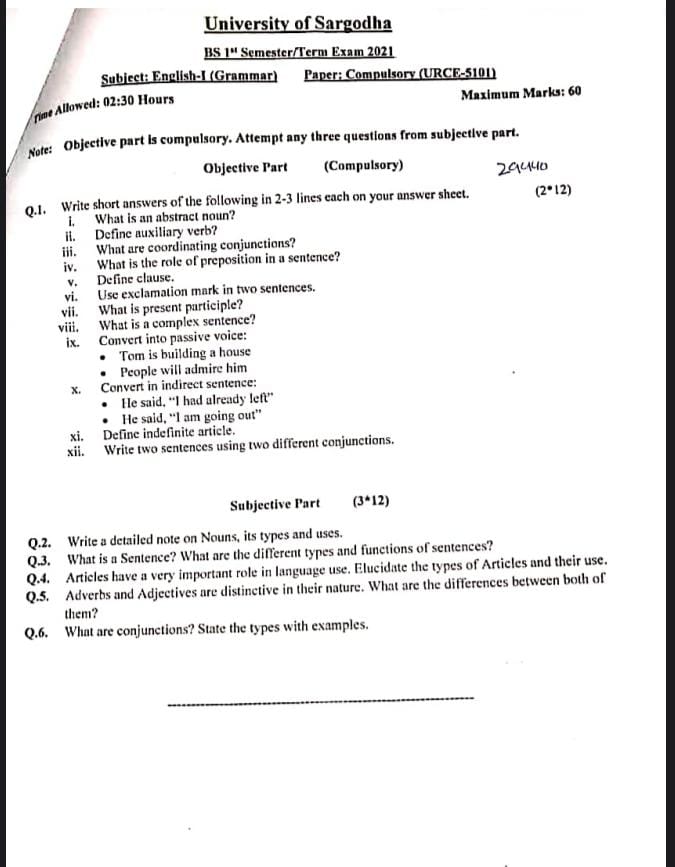 University of Sargodha
BS 1st Semester/Term Exam 2021
Subject: English-I (Grammar) Paper: Compulsory (URCE-5101)
Time Allowed: 02:30 Hours Maximum Marks: 60
Note: Objective part is compulsory. Attempt any three questions from subjective part.
Objective Part (Compulsory) 29440
Q.1. Write short answers of the following in 2-3 lines each on your answer sheet. (2*12)
i. What is an abstract noun?
ii. Define auxiliary verb?
iii. What are coordinating conjunctions?
iv. What is the role of preposition in a sentence?
v. Define clause.
vi. Use exclamation mark in two sentences.
vii. What is present participle?
viii. What is a complex sentence?
ix. Convert into passive voice:
• Tom is building a house
• People will admire him
x. Convert in indirect sentence:
• He said, "I had already left"
• He said, "I am going out"
xi. Define indefinite article.
xii. Write two sentences using two different conjunctions.
Subjective Part (3*12)
Q.2. Write a detailed note on Nouns, its types and uses.
Q.3. What is a Sentence? What are the different types and functions of sentences?
Q.4. Articles have a very important role in language use. Elucidate the types of Articles and their use.
Q.5. Adverbs and Adjectives are distinctive in their nature. What are the differences between both of
them?
Q.6. What are conjunctions? State the types with examples.